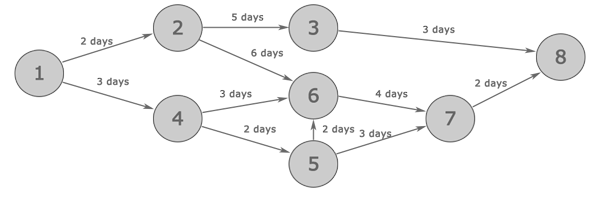 5 days
2
3
2 days
3 days
8
6 days
1
3 days
3 days
6
4 days
2 days
4
7
2 days
2 days
3 days
5